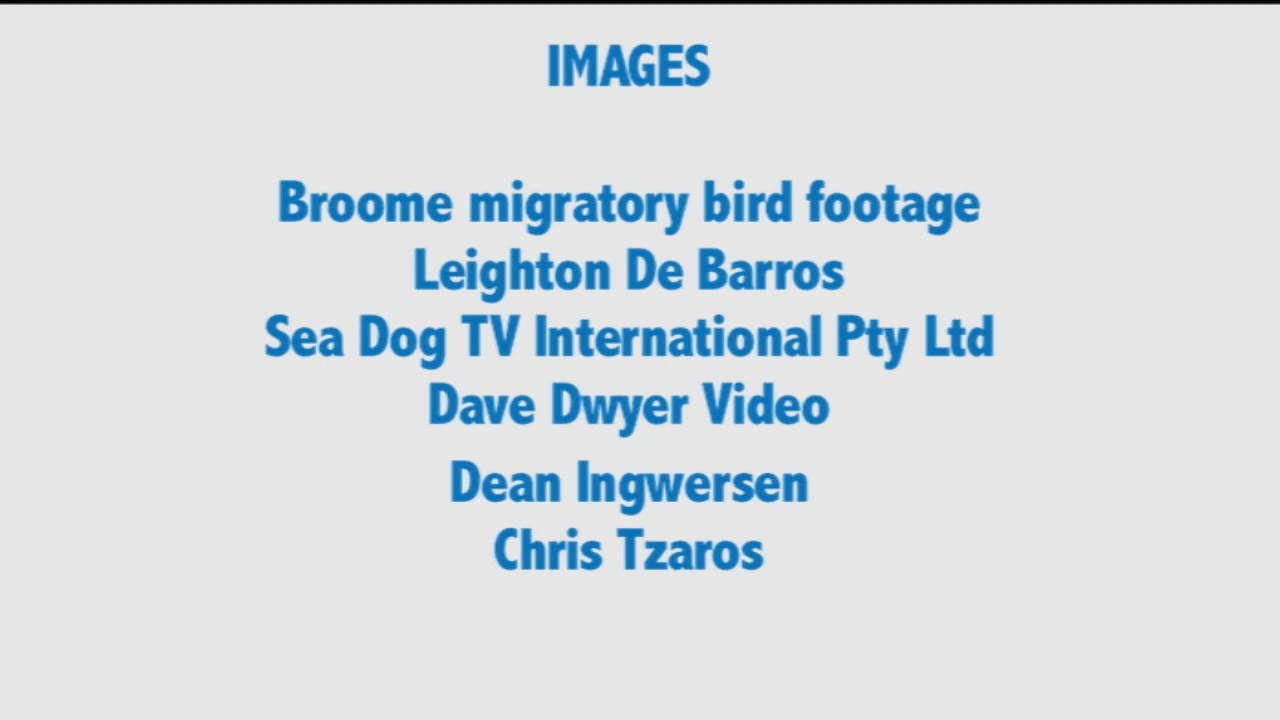 IMAGES
Broome migratory bird footage
Leighton De Barros
Sea Dog TV International Pty Ltd
Dave Dwyer Video
Dean Ingwersen
Chris Tzaros